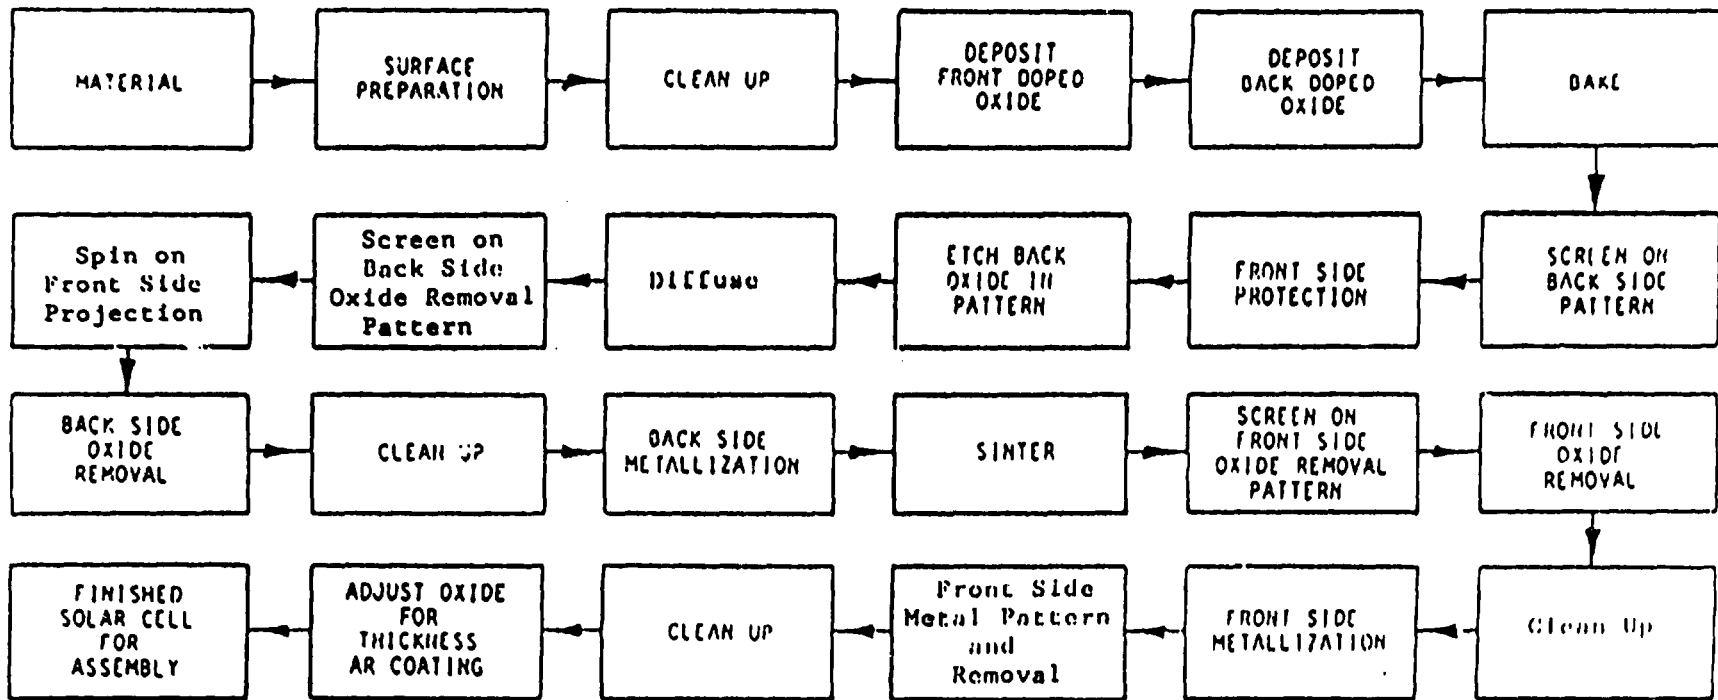 MATERIAL
SURFACE
PREPARATION
CLEAN UP
DEPOSIT
FRONT DOPED
OXIDE
DEPOSIT
BACK DOPED
OXIDE
BAKE
Spin on
Front Side
Projection
Screen on
Back Side
Oxide Removal
Pattern
ETCH BACK
OXIDE IN
PATTERN
FRONT SIDE
PROTECTION
SCREEN ON
BACK SIDE
PATTERN
BACK SIDE
OXIDE
REMOVAL
CLEAN UP
BACK SIDE
METALLIZATION
SINTER
SCREEN ON
FRONT SIDE
OXIDE REMOVAL
PATTERN
FRONT SIDE
OXIDE
REMOVAL
FINISHED
SOLAR CELL
FOR
ASSEMBLY
ADJUST OXIDE
FOR
THICKNESS
AR COATING
CLEAN UP
Front Side
Metal Pattern
and
Removal
FRONT SIDE
METALLIZATION
Clean Up